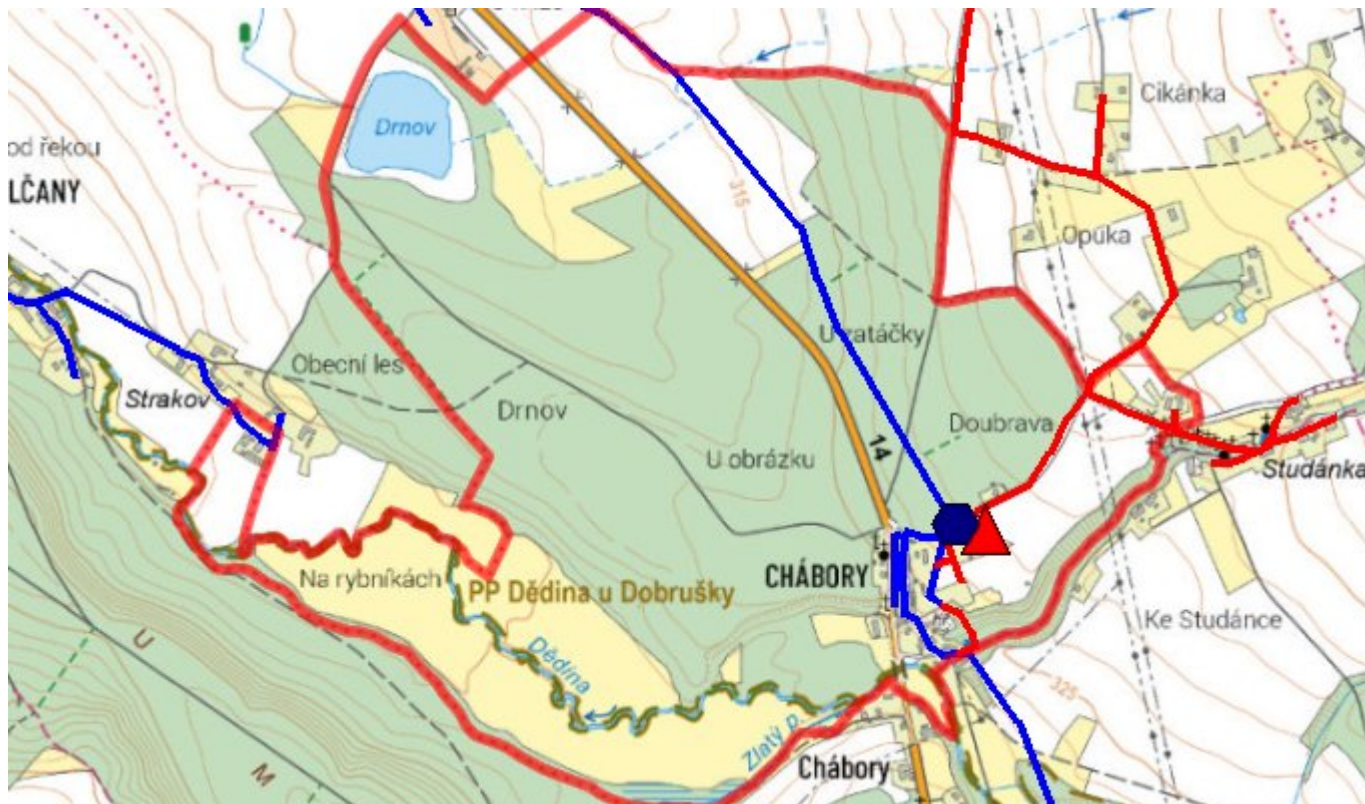 Cikánka
Drnov
od řekou
LČANY
315
Opuka
U zatáčky
Obecní les
Strakov
Drnov
Doubrava
14
U obrázku
Studánka
CHÁBORY
Na rybníkách
PP Dědina u Dobrušky
Ke Studánce
U
Dědina
325
Zlatý p.
M
Chábory